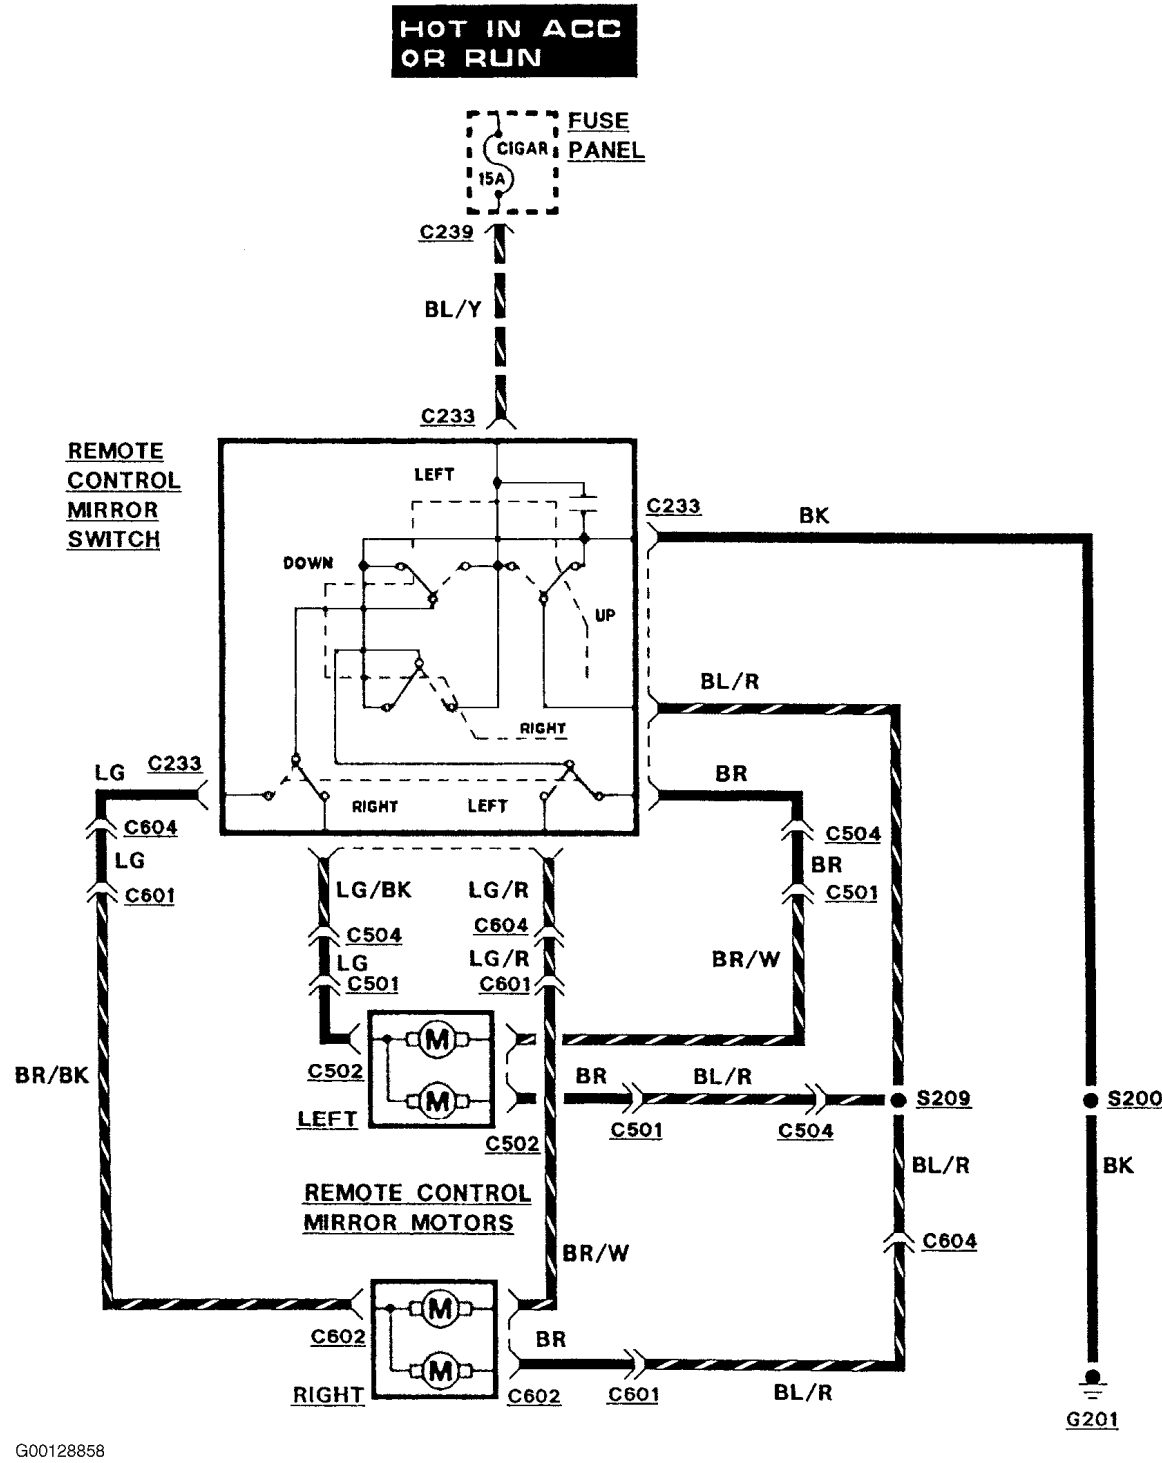 HOT IN ACC
OR RUN
FUSE
PANEL
CIGAR
15A
C239
BL/Y
C233
REMOTE
CONTROL
MIRROR
SWITCH
LEFT
C233
BK
DOWN
UP
BL/R
RIGHT
C233
LG
BR
RIGHT
LEFT
C604
C504
LG
BR
C601
C501
LG/BK
LG/R
C504
C604
LG
LG/R
BR/W
C501
C601
M
C502
BR/BK
BR
BL/R
M
S209
S200
LEFT
C501
C504
C502
BL/R
BK
REMOTE CONTROL
MIRROR MOTORS
C604
BR/W
M
C602
BR
M
RIGHT
C602
C601
BL/R
G201
G00128858